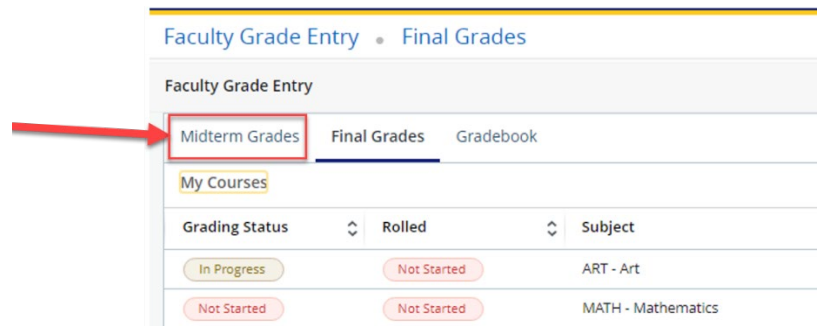 Faculty Grade Entry • Final Grades
Faculty Grade Entry
Midterm Grades Final Grades Gradebook
My Courses
Grading Status Rolled Subject
In Progress Not Started ART - Art
Not Started Not Started MATH - Mathematics